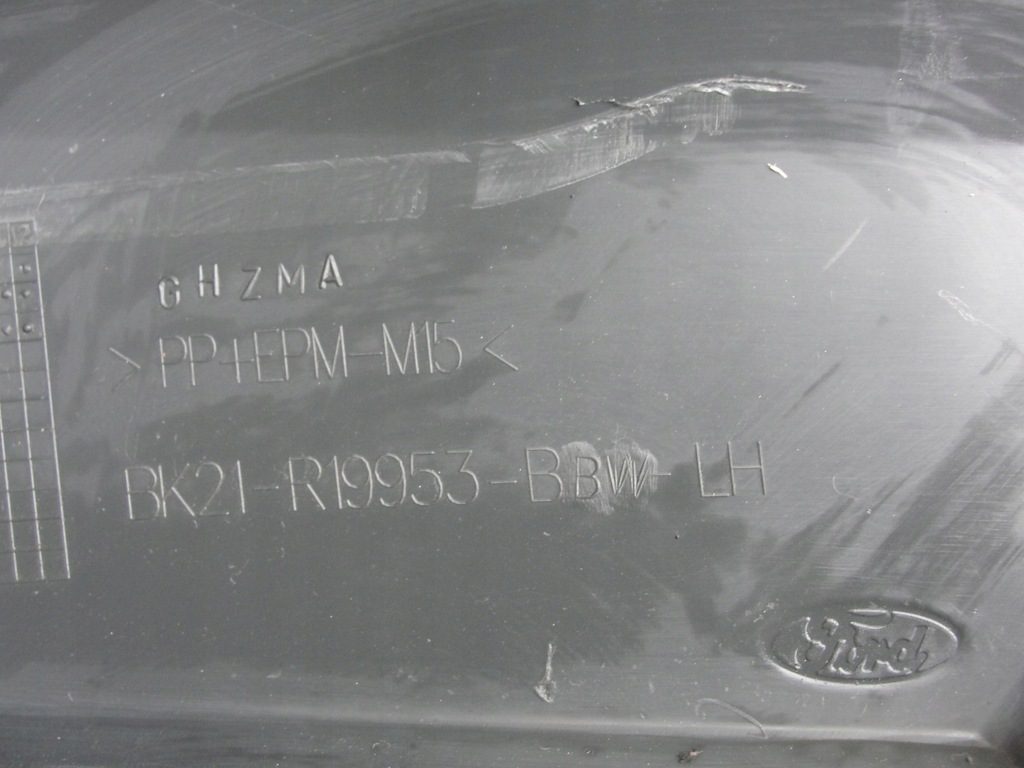 GHZMA
>PP+EPM-M15<
BK21-R19953-BBW-LH
Ford